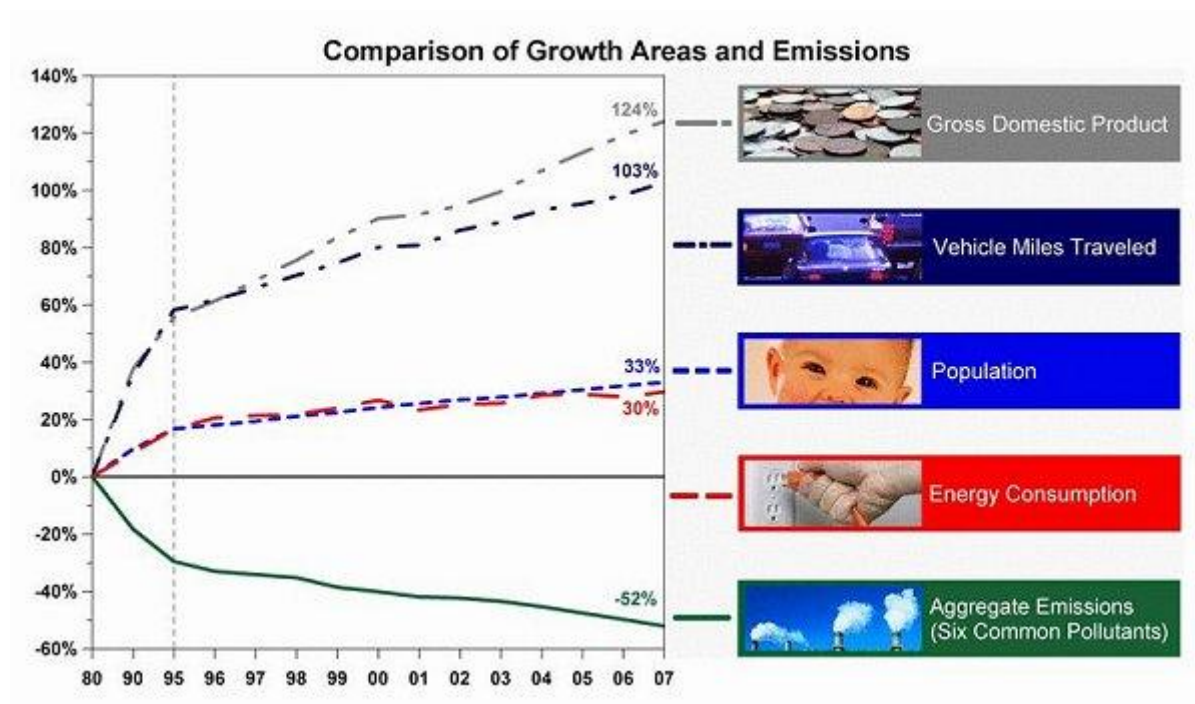 Comparison of Growth Areas and Emissions
140%
120%
100%
80%
60%
40%
20%
0%
-20%
-40%
-60%
124%
103%
33%
30%
-52%
80 90 95 96 97 98 99 00 01 02 03 04 05 06 07
Gross Domestic Product
Vehicle Miles Traveled
Population
Energy Consumption
Aggregate Emissions
(Six Common Pollutants)